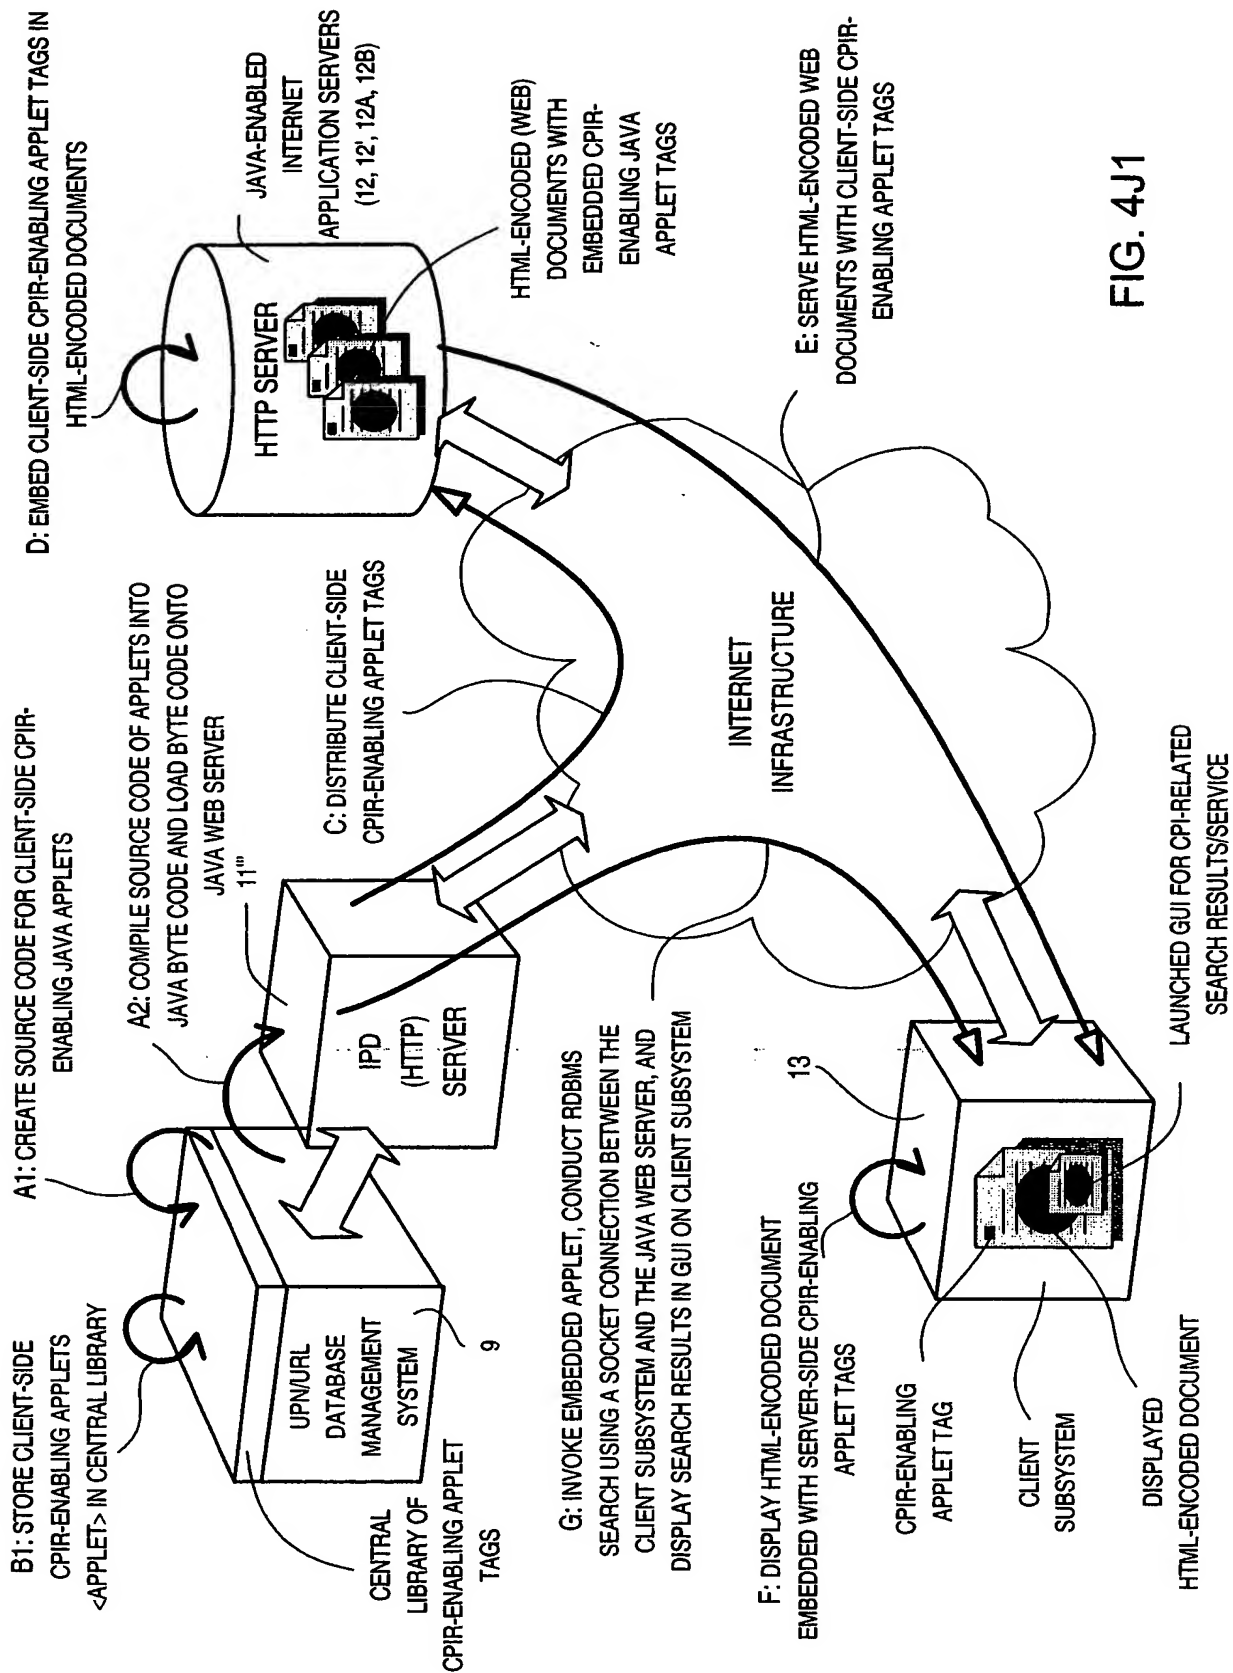 B1: STORE CLIENT-SIDE
CPIR-ENABLING APPLETS
<APPLET> IN CENTRAL LIBRARY
A1: CREATE SOURCE CODE FOR CLIENT-SIDE CPIR-
ENABLING JAVA APPLETS
A2: COMPILE SOURCE CODE OF APPLETS INTO
JAVA BYTE CODE AND LOAD BYTE CODE ONTO
JAVA WEB SERVER
11'''
D: EMBED CLIENT-SIDE CPIR-ENABLING APPLET TAGS IN
HTML-ENCODED DOCUMENTS
JAVA-ENABLED
INTERNET
APPLICATION SERVERS
(12, 12', 12A, 12B)
HTTP SERVER
HTML-ENCODED (WEB)
DOCUMENTS WITH
EMBEDDED CPIR-
ENABLING JAVA
APPLET TAGS
C: DISTRIBUTE CLIENT-SIDE
CPIR-ENABLING APPLET TAGS
IPD
(HTTP)
SERVER
UPN/URL
DATABASE
MANAGEMENT
SYSTEM
9
CENTRAL
LIBRARY OF
CPIR-ENABLING APPLET
TAGS
G: INVOKE EMBEDDED APPLET, CONDUCT RDBMS
SEARCH USING A SOCKET CONNECTION BETWEEN THE
CLIENT SUBSYSTEM AND THE JAVA WEB SERVER, AND
DISPLAY SEARCH RESULTS IN GUI ON CLIENT SUBSYSTEM
INTERNET
INFRASTRUCTURE
E: SERVE HTML-ENCODED WEB
DOCUMENTS WITH CLIENT-SIDE CPIR-
ENABLING APPLET TAGS
F: DISPLAY HTML-ENCODED DOCUMENT
EMBEDDED WITH SERVER-SIDE CPIR-ENABLING
APPLET TAGS
13
CPIR-ENABLING
APPLET TAG
CLIENT
SUBSYSTEM
DISPLAYED
HTML-ENCODED DOCUMENT
LAUNCHED GUI FOR CPI-RELATED
SEARCH RESULTS/SERVICE
FIG. 4J1